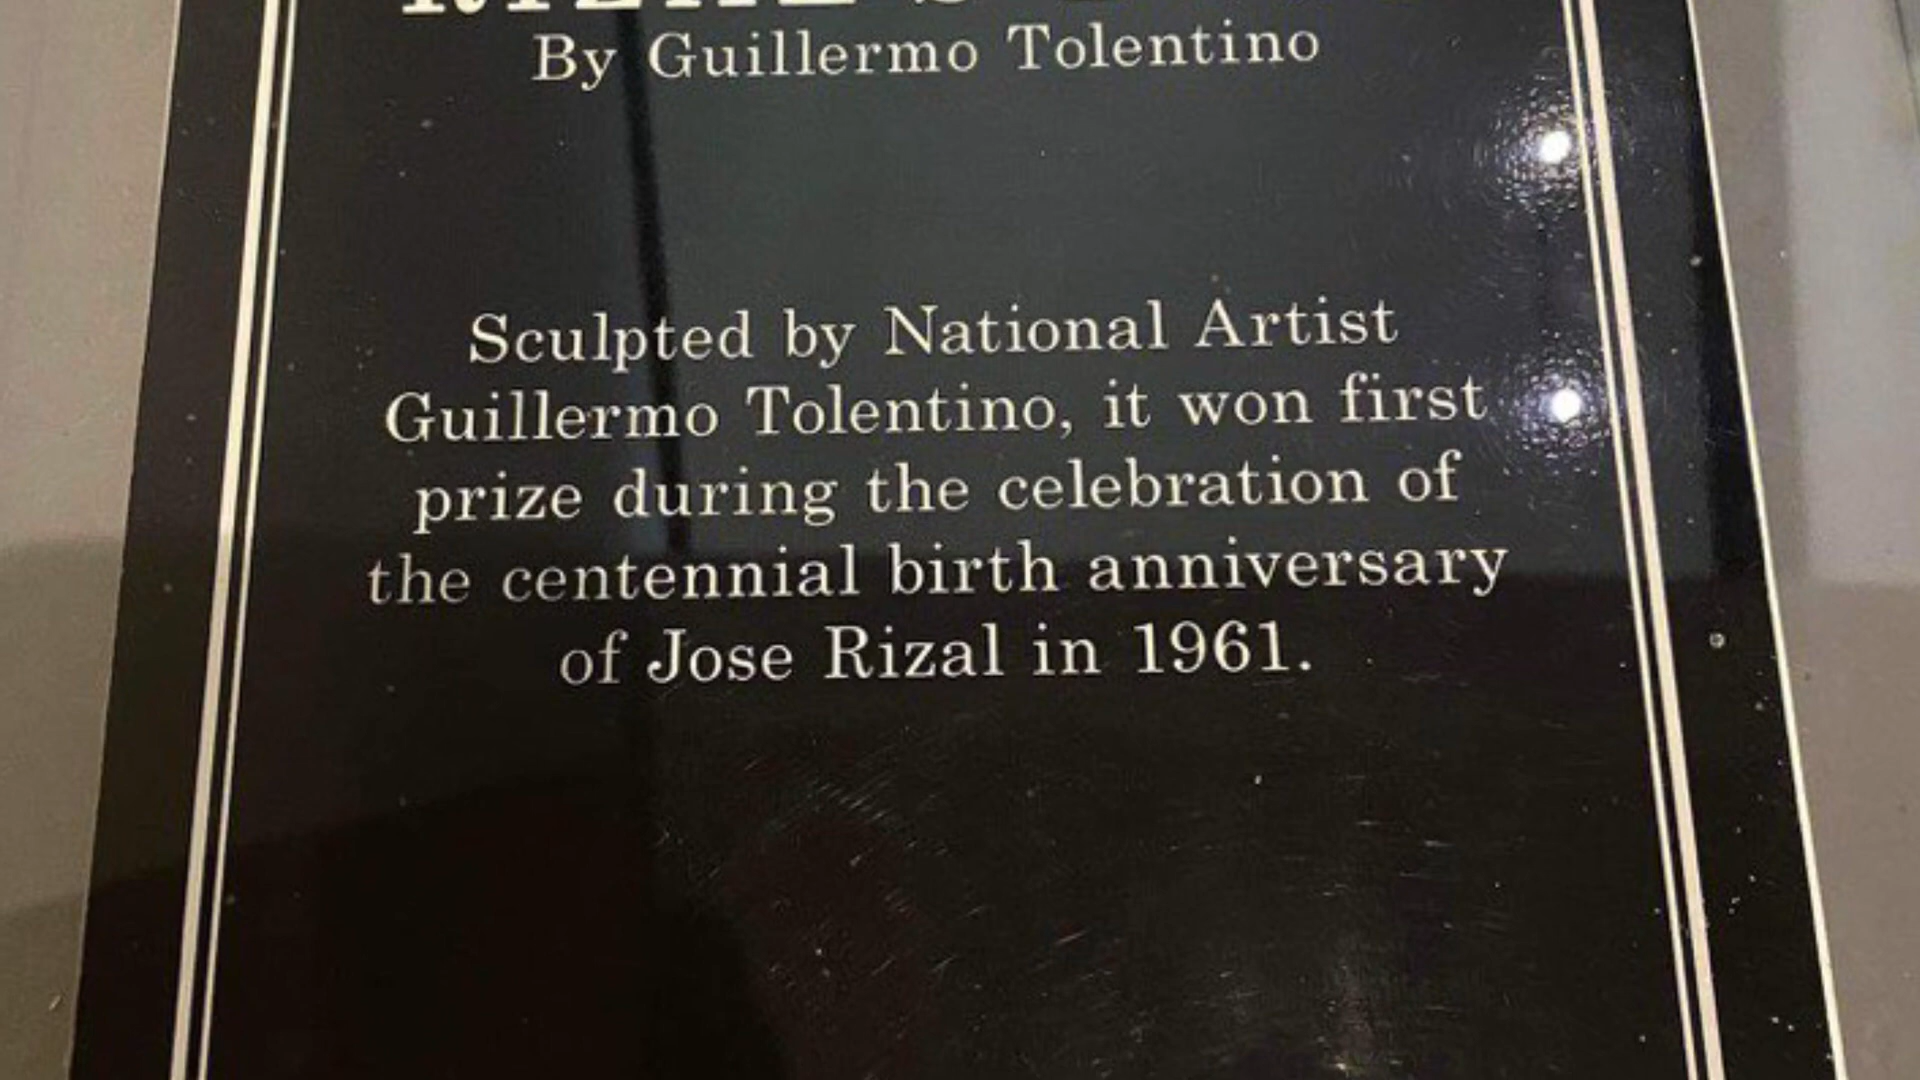 By Guillermo Tolentino
Sculpted by National Artist
Guillermo Tolentino, it won first
prize during the celebration of
the centennial birth anniversary
of Jose Rizal in 1961.